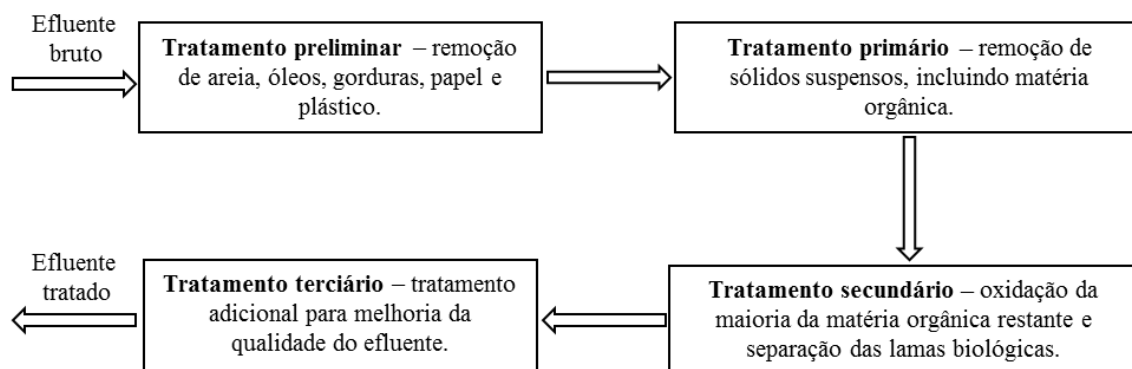 Efluente
bruto
Tratamento preliminar – remoção
de areia, óleos, gorduras, papel e
plástico.
Tratamento primário – remoção de
sólidos suspensos, incluindo matéria
orgânica.
Tratamento secundário – oxidação da
maioria da matéria orgânica restante e
separação das lamas biológicas.
Tratamento terciário – tratamento
adicional para melhoria da
qualidade do efluente.
Efluente
tratado